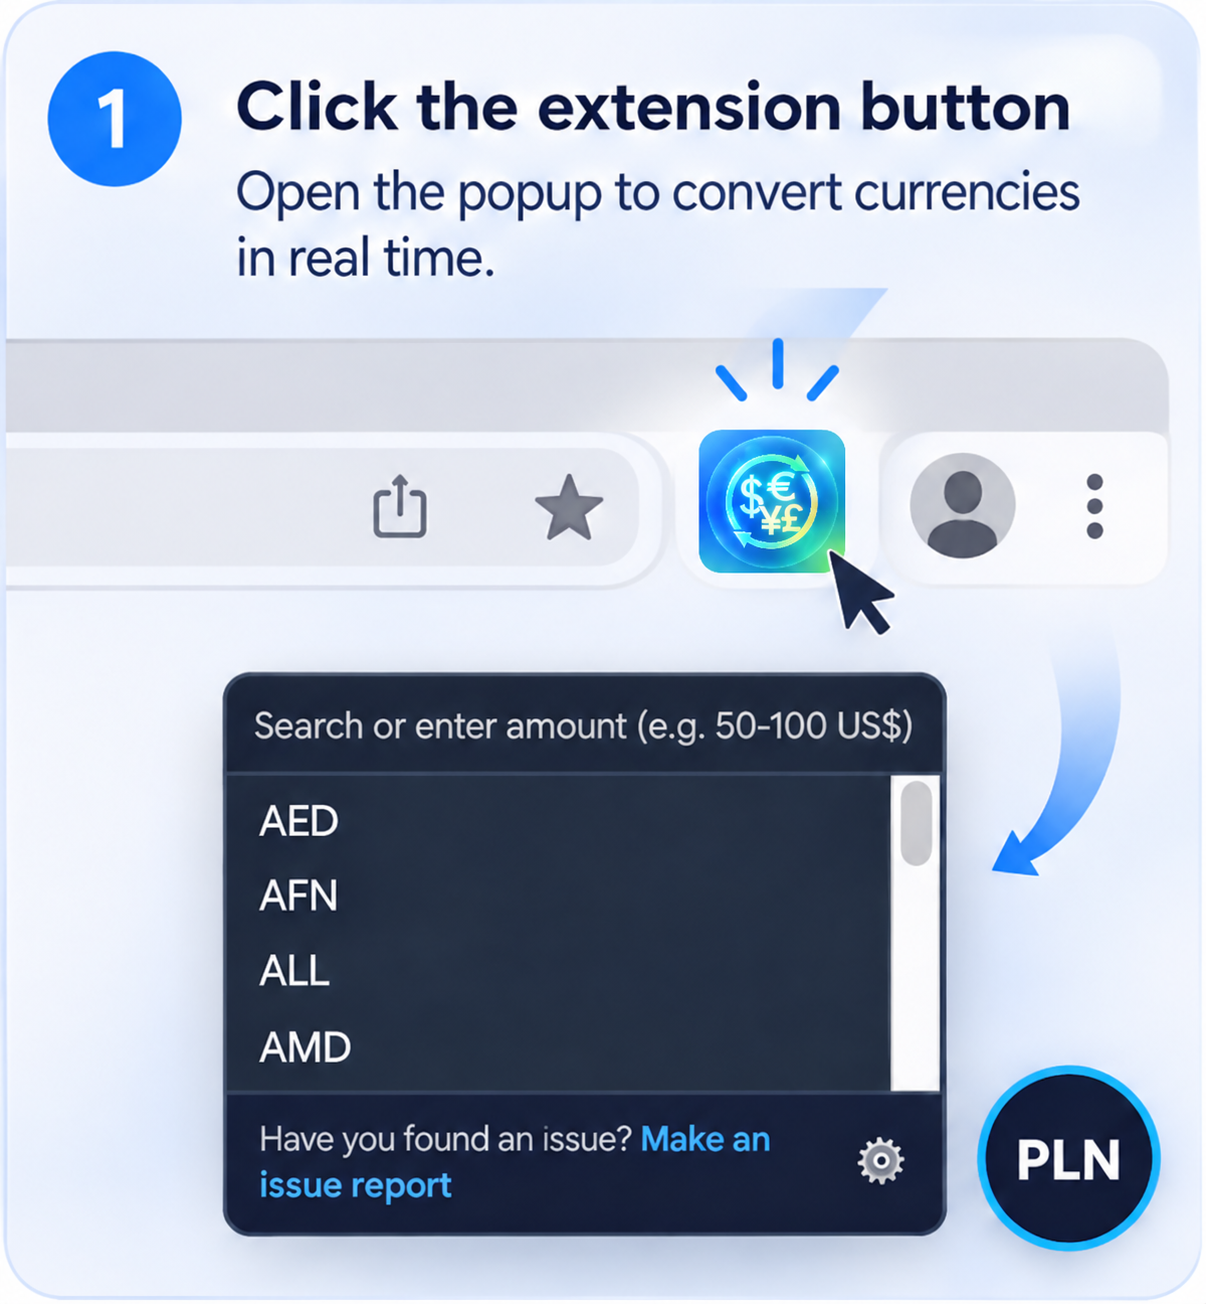 1
Click the extension button
Open the popup to convert currencies
in real time.
$€
¥£
Search or enter amount (e.g. 50-100 US$)
AED
AFN
ALL
AMD
Have you found an issue? Make an
issue report
PLN